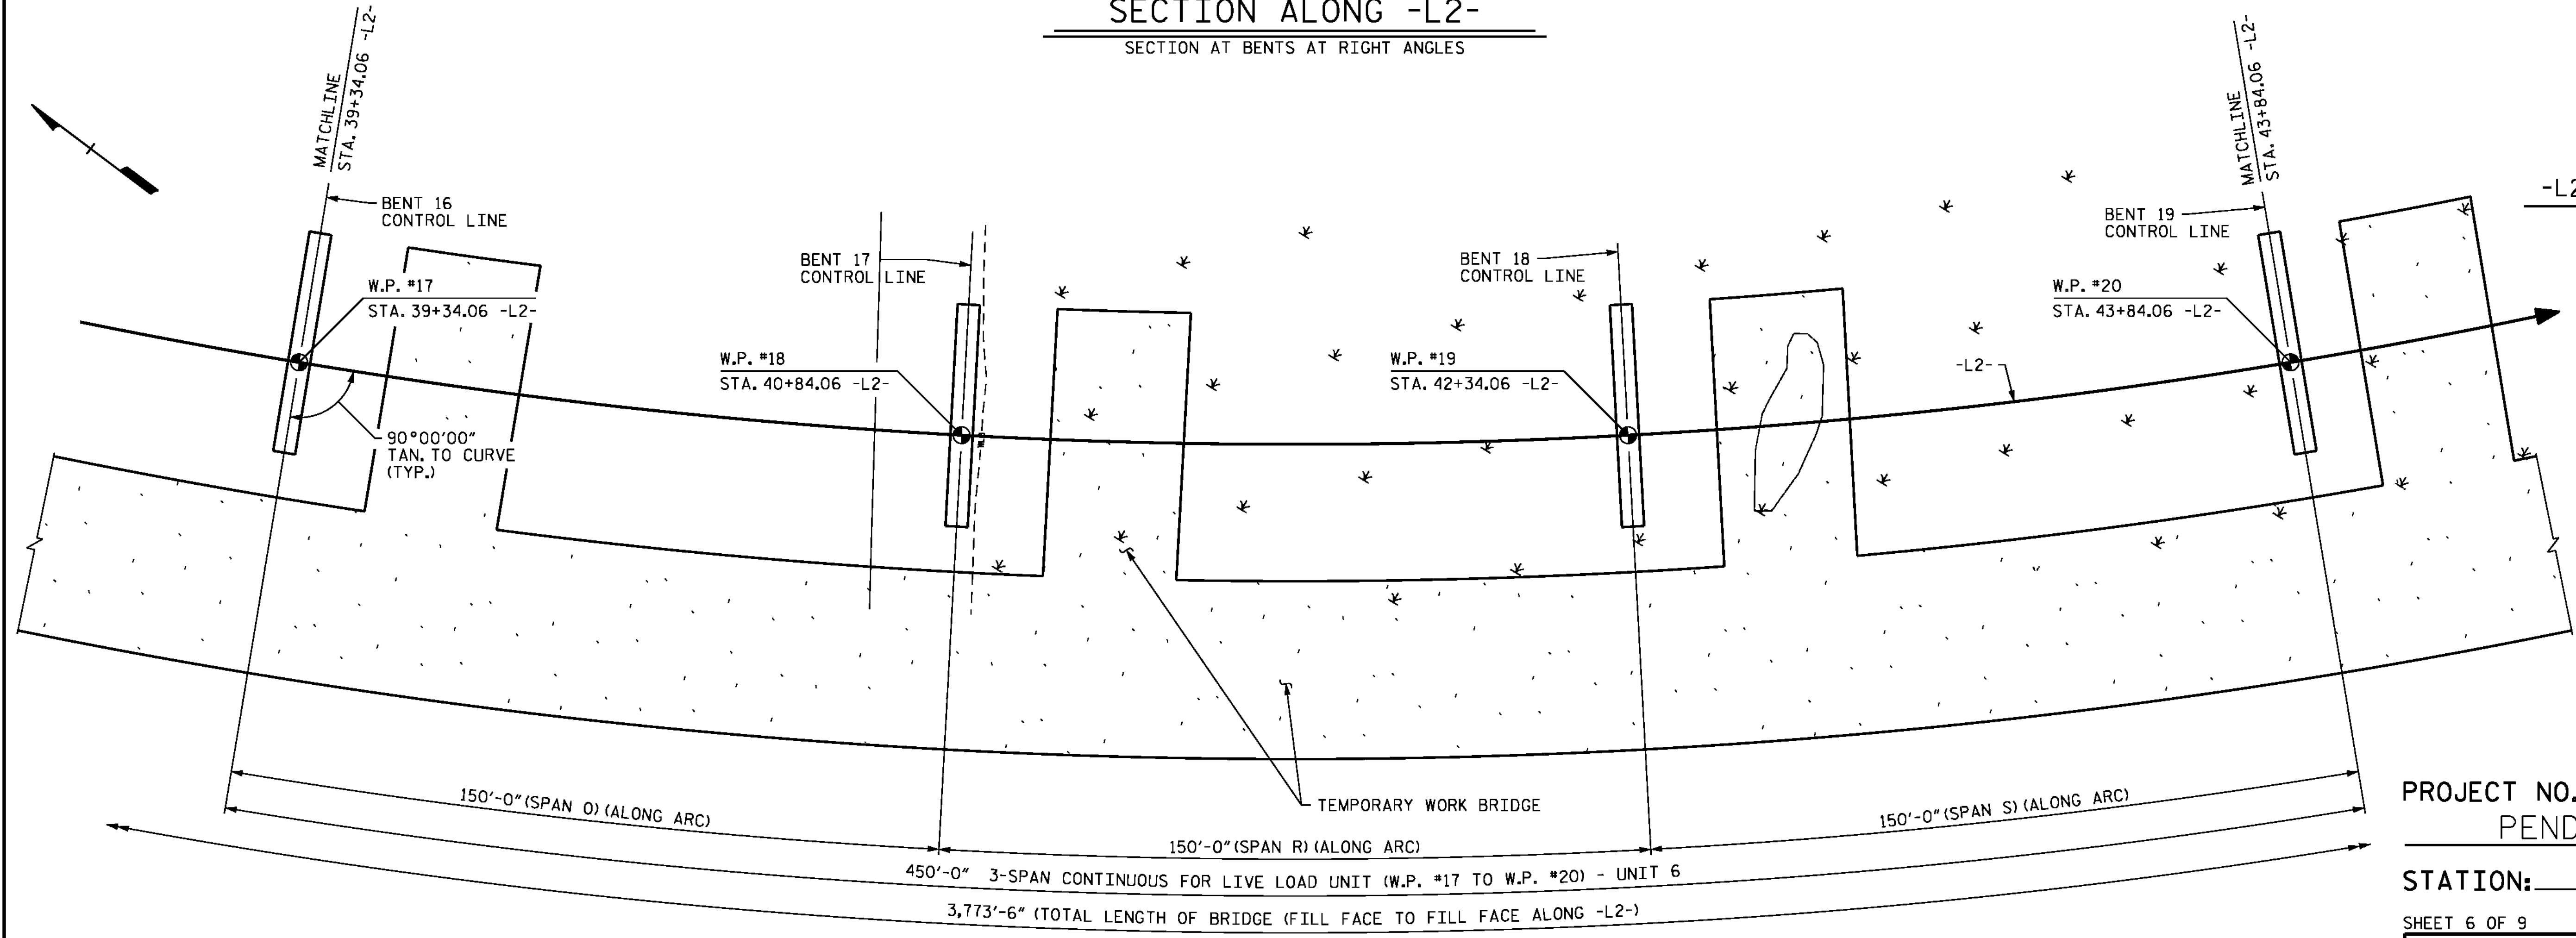 SECTION ALONG -L2-
SECTION AT BENTS AT RIGHT ANGLES
MATCHLINE
STA. 39+34.06 -L2-
MATCHLINE
STA. 43+84.06 -L2-
BENT 16
CONTROL LINE
W.P. #17
STA. 39+34.06 -L2-
90°00'00"
TAN. TO CURVE
(TYP.)
BENT 17
CONTROL LINE
W.P. #18
STA. 40+84.06 -L2-
BENT 18
CONTROL LINE
W.P. #19
STA. 42+34.06 -L2-
BENT 19
CONTROL LINE
W.P. #20
STA. 43+84.06 -L2-
-L2-
-L2
TEMPORARY WORK BRIDGE
150'-0" (SPAN Q) (ALONG ARC)
150'-0" (SPAN R) (ALONG ARC)
150'-0" (SPAN S) (ALONG ARC)
450'-0" 3-SPAN CONTINUOUS FOR LIVE LOAD UNIT (W.P. #17 TO W.P. #20) - UNIT 6
3,773'-6" (TOTAL LENGTH OF BRIDGE (FILL FACE TO FILL FACE ALONG -L2-)
PROJECT NO.
PEND
STATION:
SHEET 6 OF 9